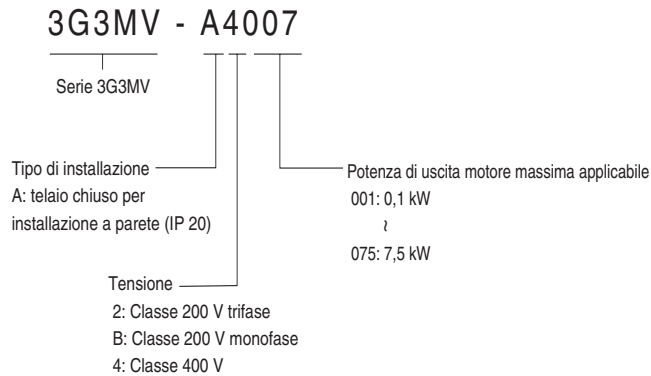 3G3MV - A4007
Serie 3G3MV
Tipo di installazione
A: telaio chiuso per
installazione a parete (IP 20)
Potenza di uscita motore massima applicabile
001: 0,1 kW
~
075: 7,5 kW
Tensione
2: Classe 200 V trifase
B: Classe 200 V monofase
4: Classe 400 V